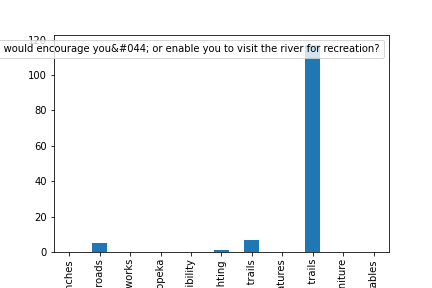 would encourage you&#044; or enable you to visit the river for recreation?
120
100
80
60
40
20
0
nches
roads
works
opeka
ibility
hting
trails
itures
trails
niture
ables